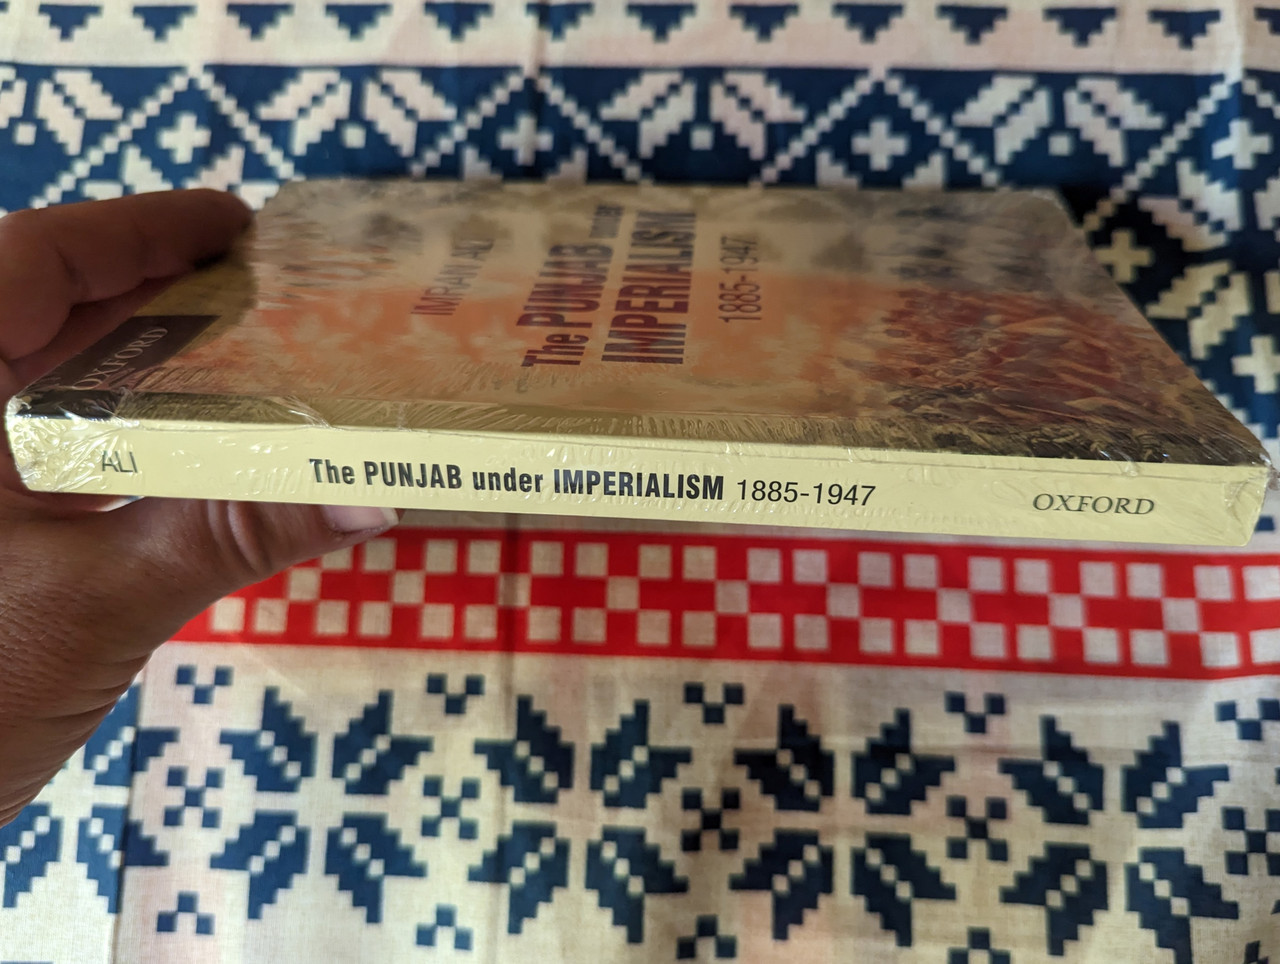 IMRAN ALI
The PUNJAB under
IMPERIALISM
1885-1947
OXFORD
ALI The PUNJAB under IMPERIALISM 1885-1947 OXFORD